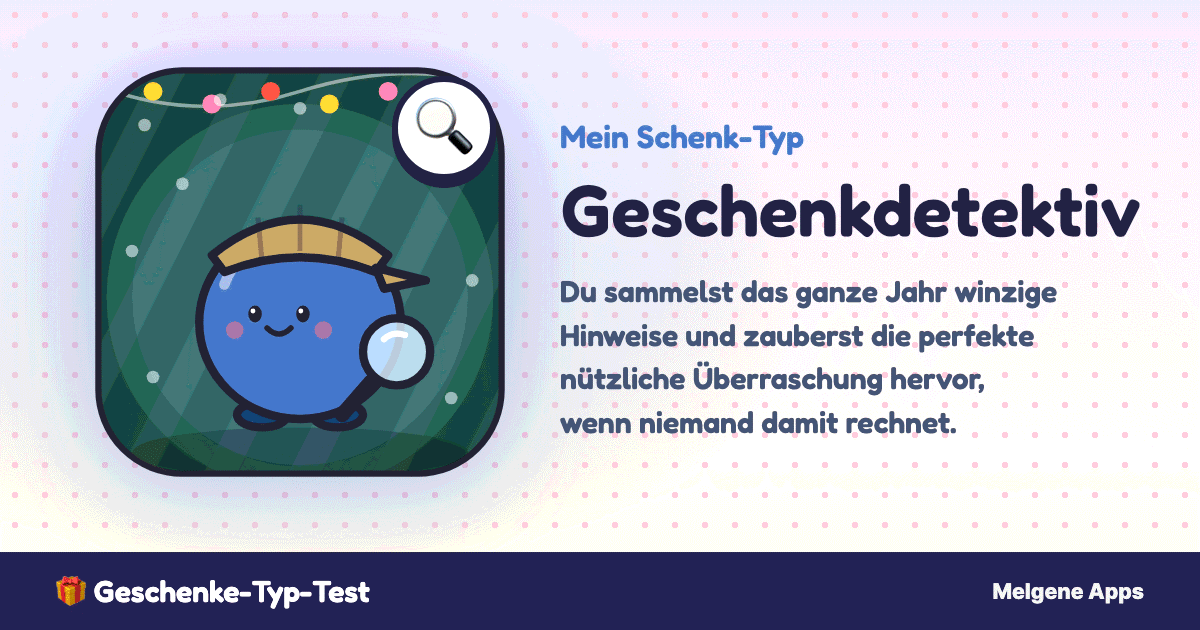 Mein Schenk-Typ
Geschenkdetektiv
Du sammelst das ganze Jahr winzige
Hinweise und zauberst die perfekte
nützliche Überraschung hervor,
wenn niemand damit rechnet.
Geschenke-Typ-Test
Melgene Apps